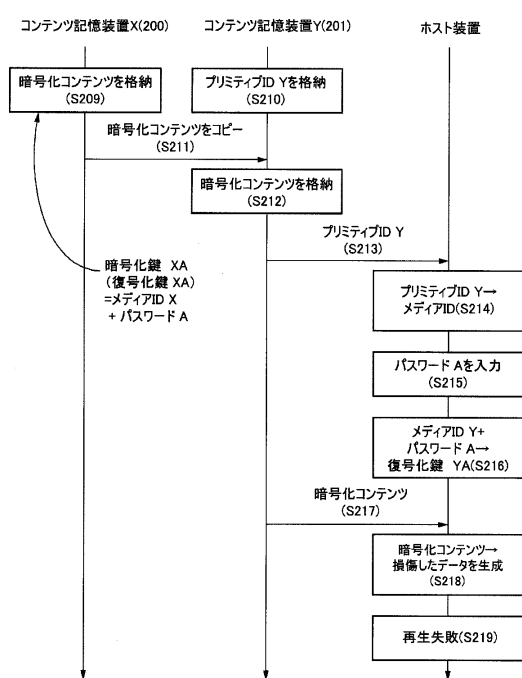 コンテンツ記憶装置X(200)
コンテンツ記憶装置Y(201)
ホスト装置
暗号化コンテンツを格納
(S209)
プリミティブID Yを格納
(S210)
暗号化コンテンツをコピー
(S211)
暗号化コンテンツを格納
(S212)
プリミティブID Y
(S213)
暗号化鍵 XA
(復号化鍵 XA)
=メディアID X
+ パスワード A
プリミティブID Y→
メディアID(S214)
パスワード Aを入力
(S215)
メディアID Y+
パスワード A→
復号化鍵 YA(S216)
暗号化コンテンツ
(S217)
暗号化コンテンツ→
損傷したデータを生成
(S218)
再生失敗(S219)